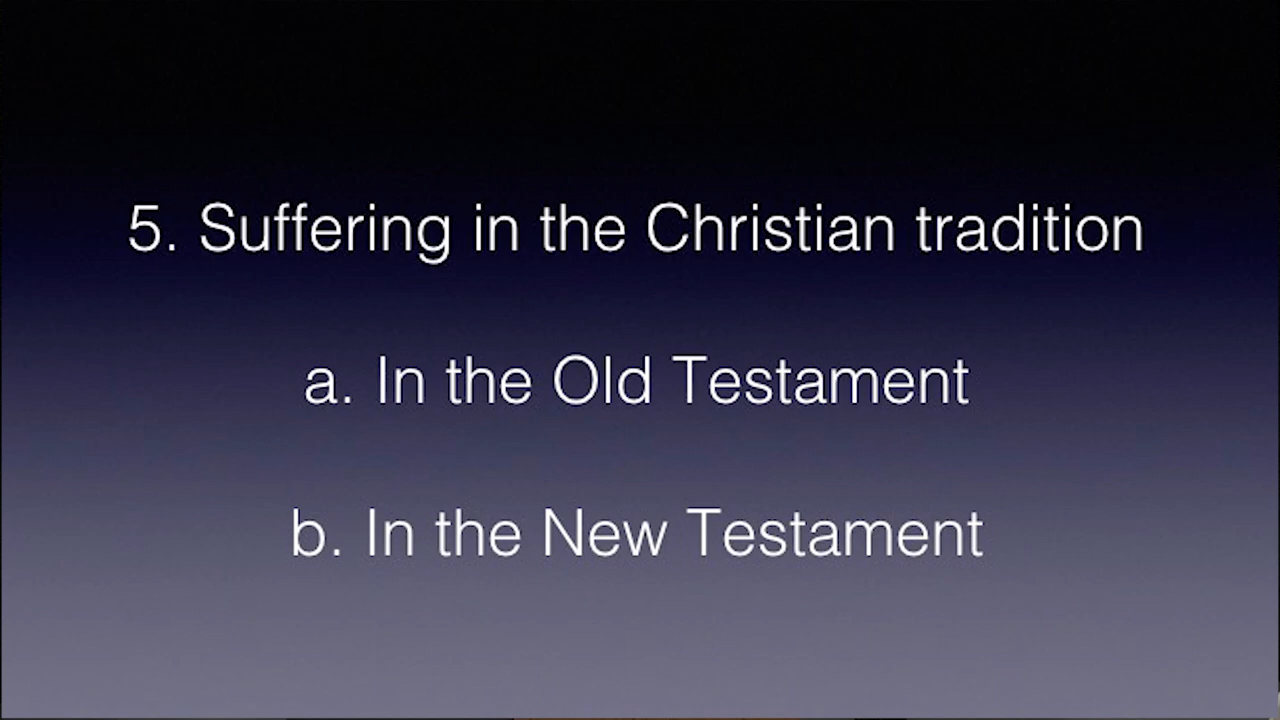 5. Suffering in the Christian tradition
a. In the Old Testament
b. In the New Testament